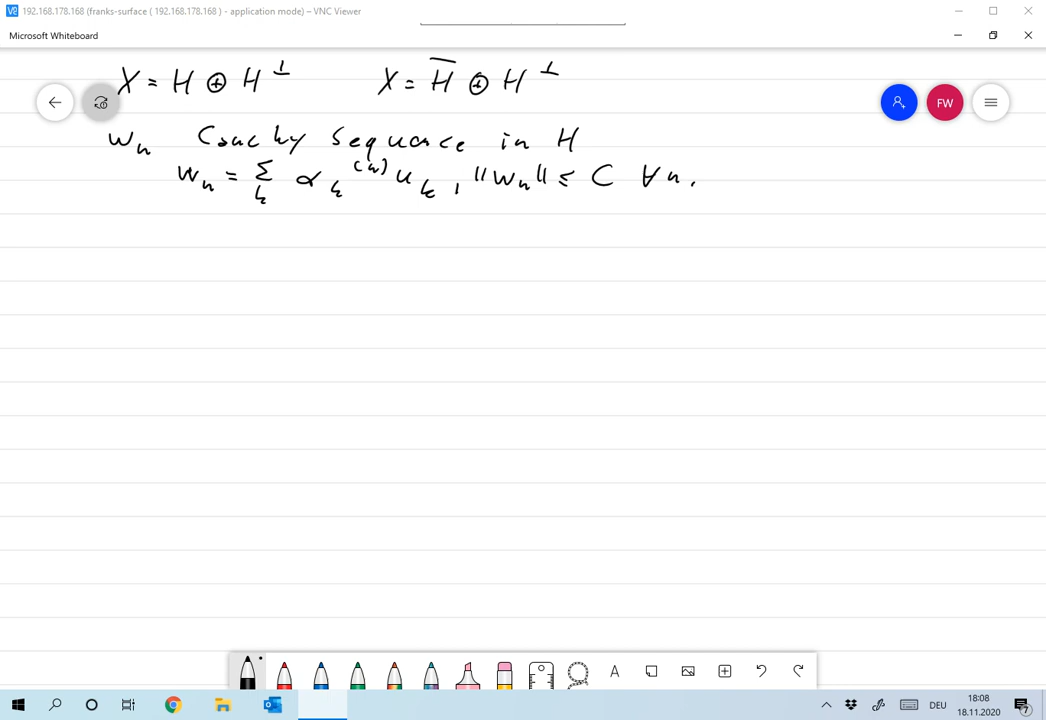 192.168.178.168 (franks-surface ( 192.168.178.168 ) - application mode) – VNC Viewer
Microsoft Whiteboard
X = H ⊕ H^⊥    X = H̅ ⊕ H^⊥
FW
w_n Cauchy Sequence in H
w_n = Σ_k α_k^(n) u_k, ||w_n|| ≤ C ∀n.
A
DEU
18:08
18.11.2020
7